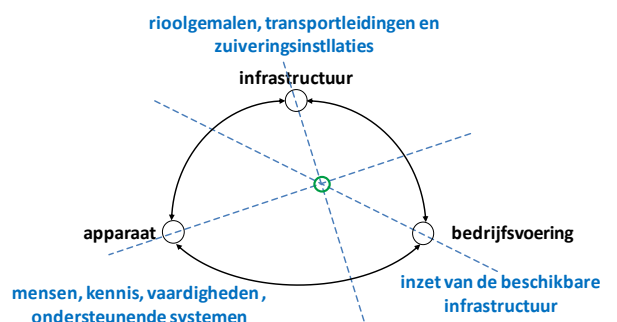 rioolgemalen, transportleidingen en
zuiveringsinstllaties
infrastructuur
apparaat
bedrijfsvoering
mensen, kennis, vaardigheden,
ondersteunende systemen
inzet van de beschikbare
infrastructuur